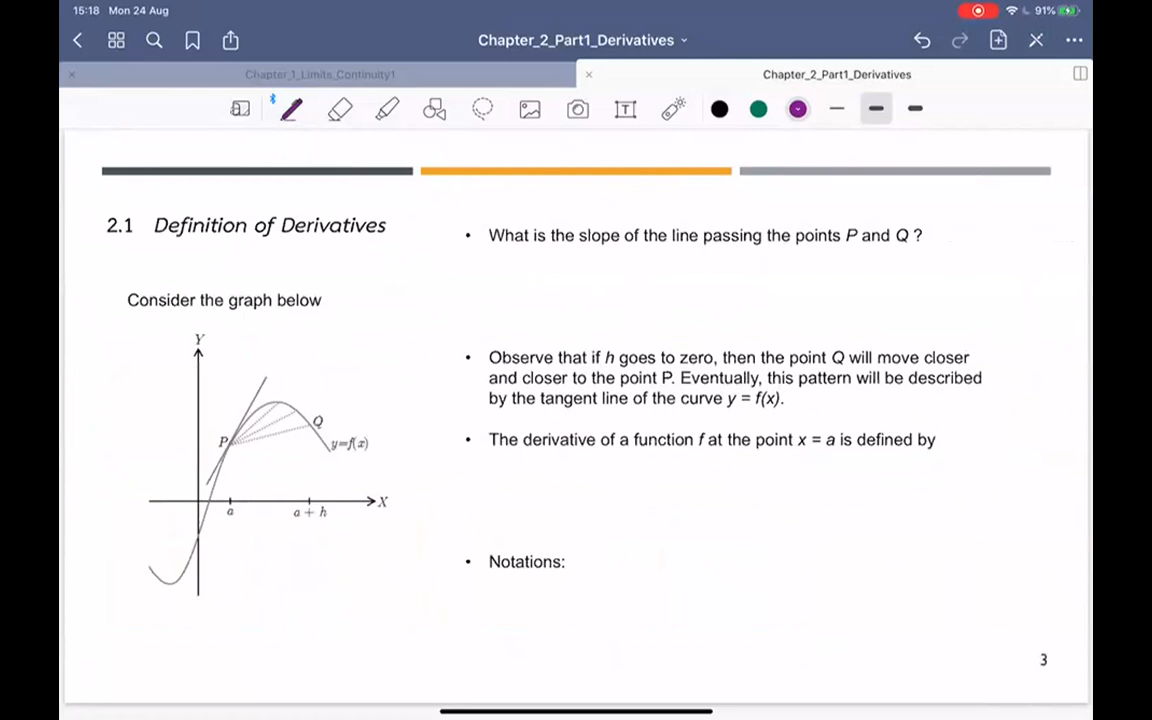 15:18 Mon 24 Aug
91%
Chapter_2_Part1_Derivatives
Chapter_1_Limits_Continuity1
Chapter_2_Part1_Derivatives
T
2.1 Definition of Derivatives
Consider the graph below
Y
P
Q
y=f(x)
X
a
a + h
• What is the slope of the line passing the points P and Q ?
• Observe that if h goes to zero, then the point Q will move closer
and closer to the point P. Eventually, this pattern will be described
by the tangent line of the curve y = f(x).
• The derivative of a function f at the point x = a is defined by
• Notations:
3